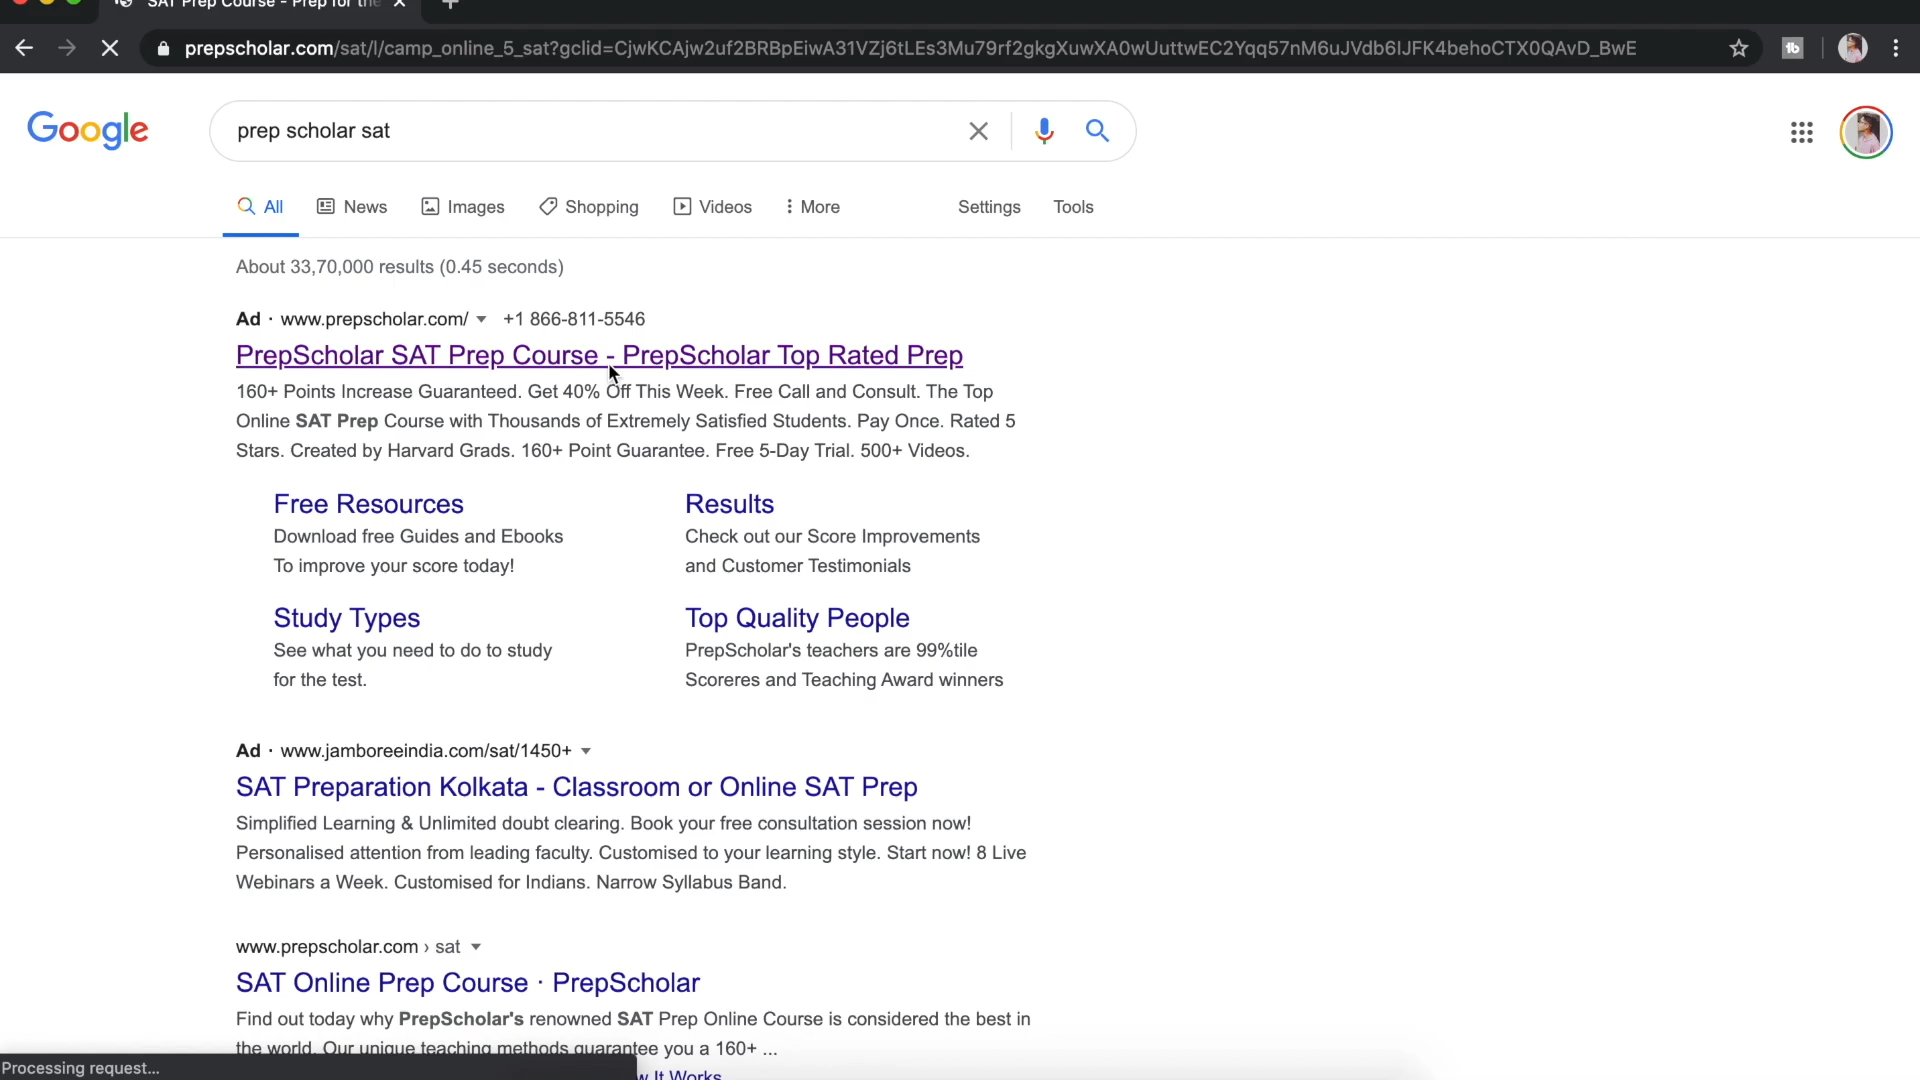 SAT Prep Course - Prep for the
prepscholar.com/sat/l/camp_online_5_sat?gclid=CjwKCAjw2uf2BRBpEiwA31VZj6tLEs3Mu79rf2gkgXuwXA0wUuttwEC2Yqq57nM6uJVdb6IJFK4behoCTX0QAvD_BwE
Google
prep scholar sat
All News Images Shopping Videos More Settings Tools
About 33,70,000 results (0.45 seconds)
Ad · www.prepscholar.com/ +1 866-811-5546
PrepScholar SAT Prep Course - PrepScholar Top Rated Prep
160+ Points Increase Guaranteed. Get 40% Off This Week. Free Call and Consult. The Top
Online SAT Prep Course with Thousands of Extremely Satisfied Students. Pay Once. Rated 5
Stars. Created by Harvard Grads. 160+ Point Guarantee. Free 5-Day Trial. 500+ Videos.
Free Resources
Download free Guides and Ebooks
To improve your score today!
Results
Check out our Score Improvements
and Customer Testimonials
Study Types
See what you need to do to study
for the test.
Top Quality People
PrepScholar's teachers are 99%tile
Scoreres and Teaching Award winners
Ad · www.jamboreeindia.com/sat/1450+
SAT Preparation Kolkata - Classroom or Online SAT Prep
Simplified Learning & Unlimited doubt clearing. Book your free consultation session now!
Personalised attention from leading faculty. Customised to your learning style. Start now! 8 Live
Webinars a Week. Customised for Indians. Narrow Syllabus Band.
www.prepscholar.com › sat
SAT Online Prep Course · PrepScholar
Find out today why PrepScholar's renowned SAT Prep Online Course is considered the best in
the world. Our unique teaching methods guarantee you a 160+ ...
Processing request...
It Works